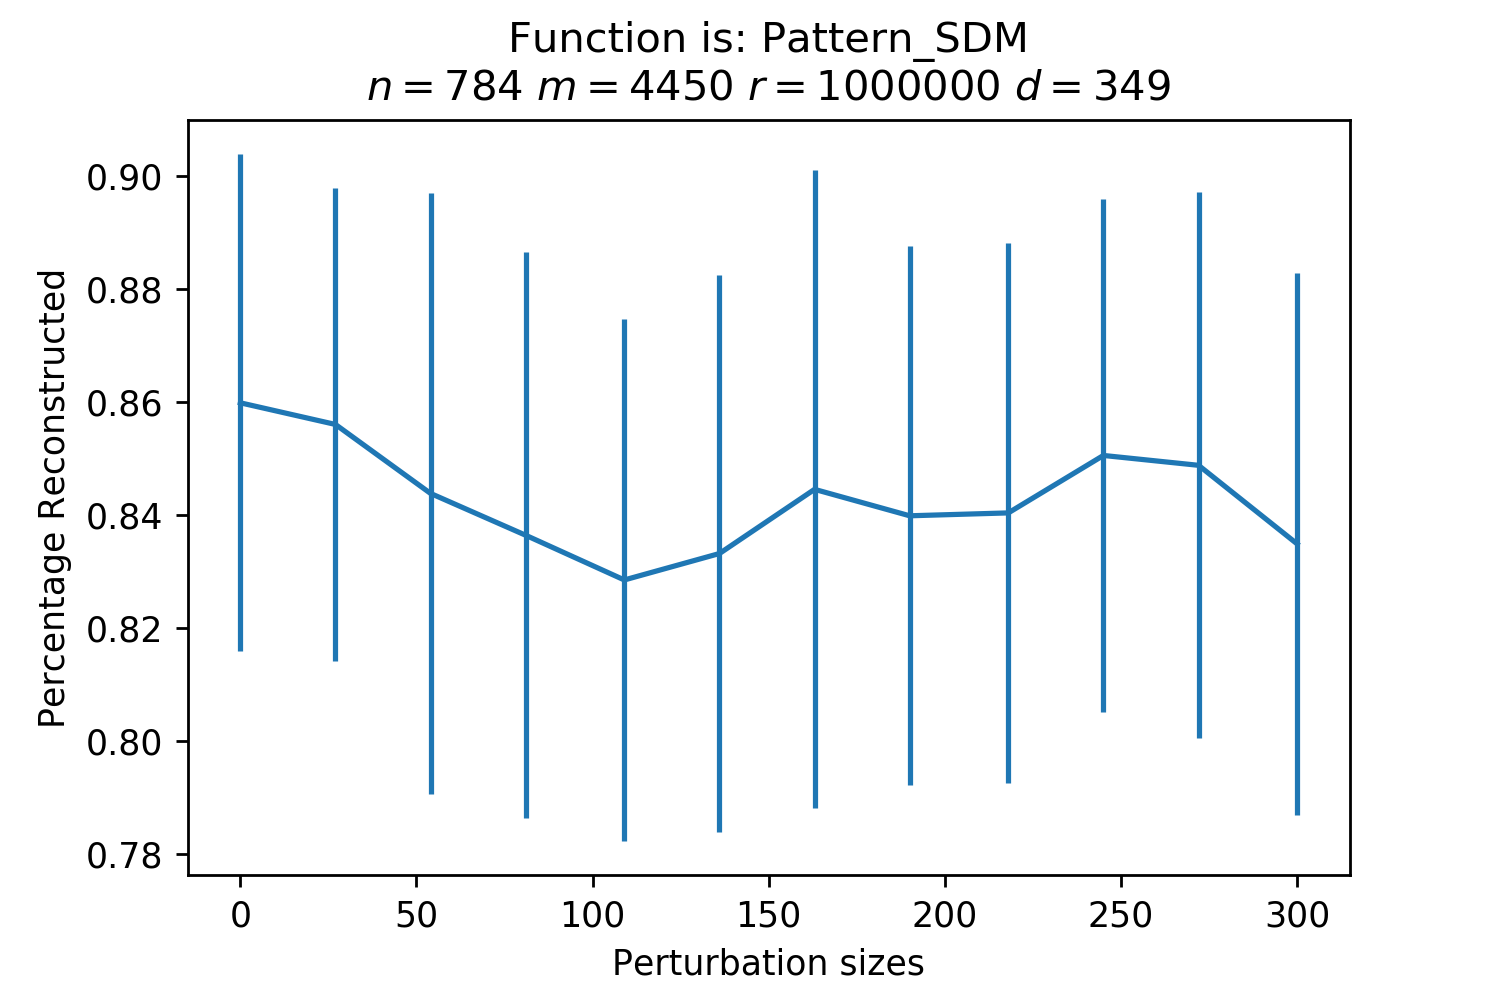 Function is: Pattern_SDM
n = 784 m = 4450 r = 1000000 d = 349
Percentage Reconstructed
0.90
0.88
0.86
0.84
0.82
0.80
0.78
0 50 100 150 200 250 300
Perturbation sizes